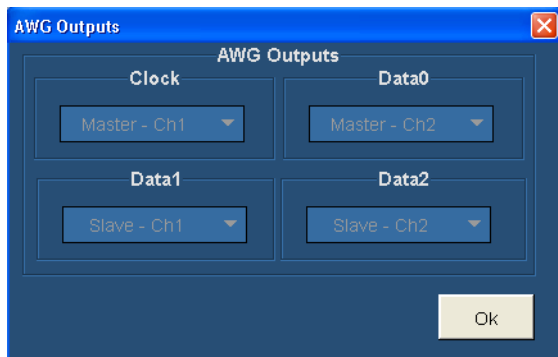 AWG Outputs
AWG Outputs
Clock
Data0
Master - Ch1
Master - Ch2
Data1
Data2
Slave - Ch1
Slave - Ch2
Ok